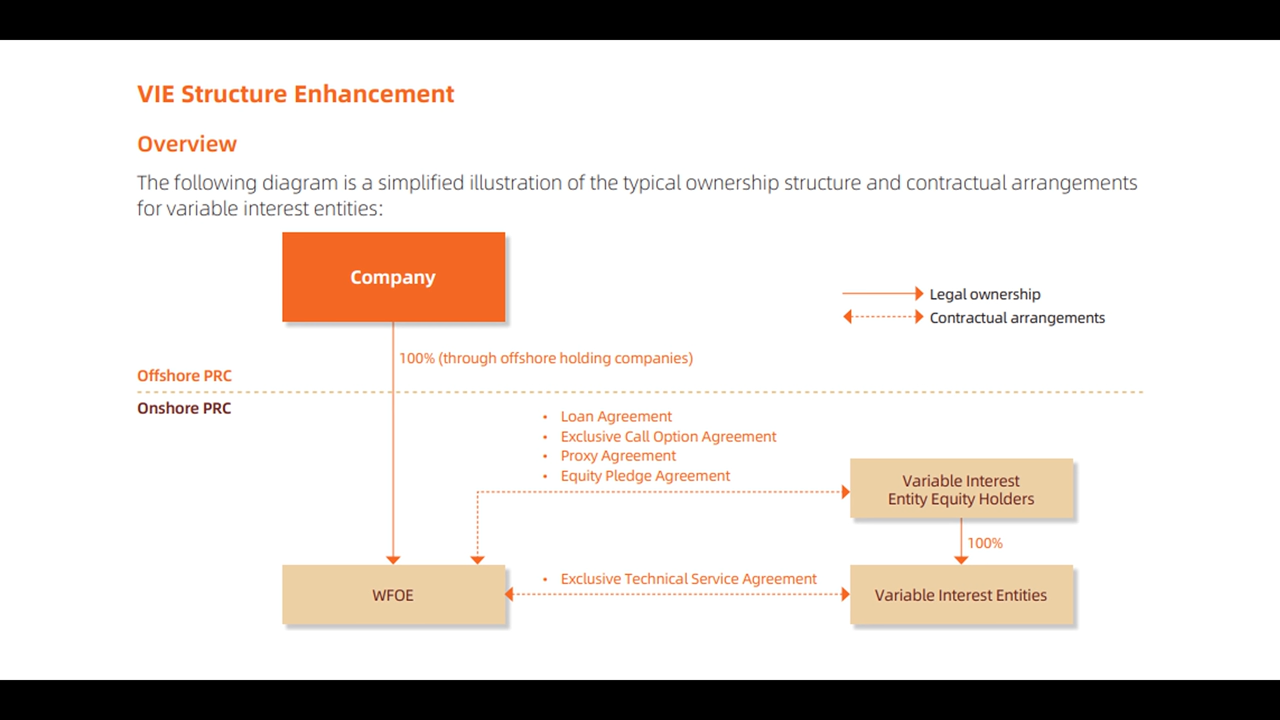 VIE Structure Enhancement
Overview
The following diagram is a simplified illustration of the typical ownership structure and contractual arrangements
for variable interest entities:
Company
Legal ownership
Contractual arrangements
100% (through offshore holding companies)
Offshore PRC
Onshore PRC
• Loan Agreement
• Exclusive Call Option Agreement
• Proxy Agreement
• Equity Pledge Agreement
Variable Interest
Entity Equity Holders
100%
• Exclusive Technical Service Agreement
WFOE
Variable Interest Entities